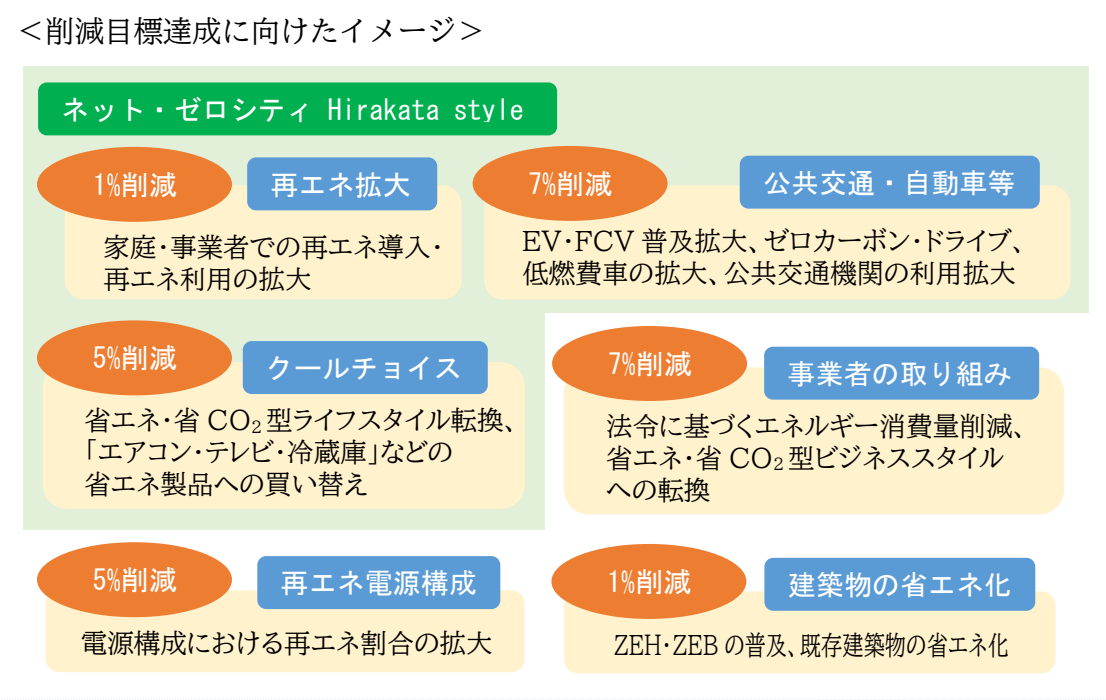 ＜削減目標達成に向けたイメージ＞
ネット・ゼロシティ Hirakata style
1%削減
再エネ拡大
家庭・事業者での再エネ導入・
再エネ利用の拡大
7%削減
公共交通・自動車等
EV・FCV 普及拡大、ゼロカーボン・ドライブ、
低燃費車の拡大、公共交通機関の利用拡大
5%削減
クールチョイス
省エネ・省 CO₂型ライフスタイル転換、
「エアコン・テレビ・冷蔵庫」などの
省エネ製品への買い替え
7%削減
事業者の取り組み
法令に基づくエネルギー消費量削減、
省エネ・省 CO₂型ビジネススタイル
への転換
5%削減
再エネ電源構成
電源構成における再エネ割合の拡大
1%削減
建築物の省エネ化
ZEH・ZEB の普及、既存建築物の省エネ化